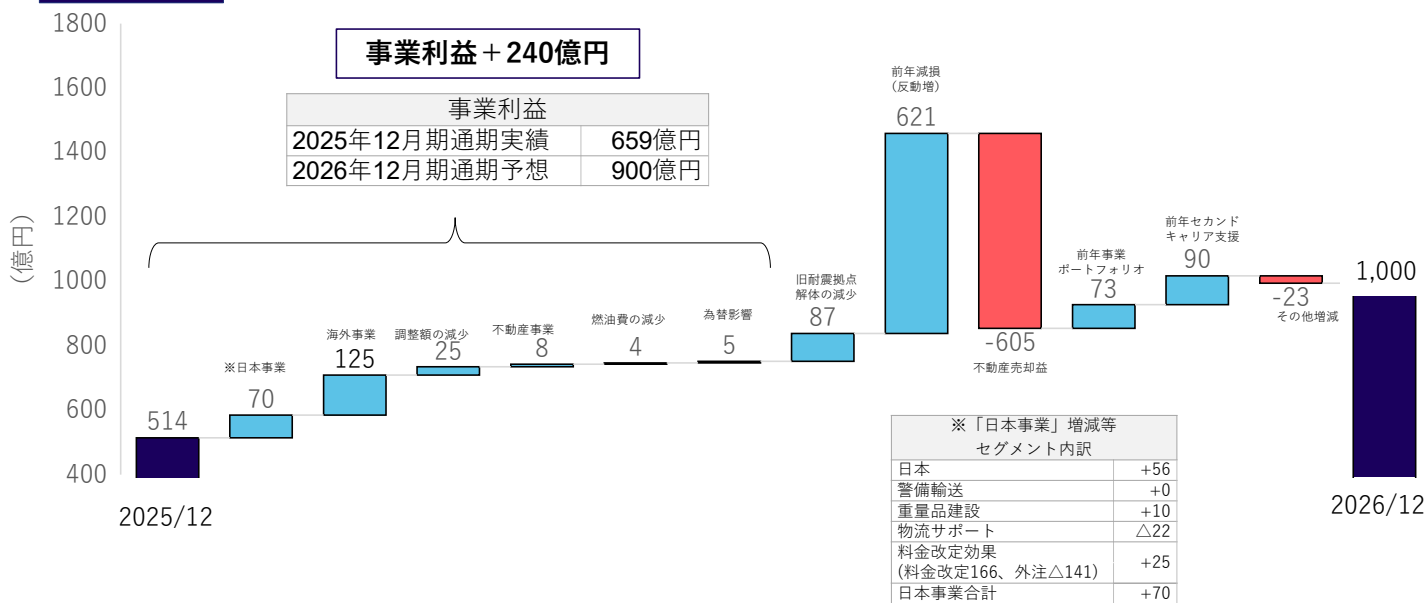 1800
1600
1400
1200
1000
800
600
400
(億円)
事業利益＋240億円
事業利益
2025年12月期通期実績 659億円
2026年12月期通期予想 900億円
514
2025/12
※日本事業
70
海外事業
125
調整額の減少
25
不動産事業
8
燃油費の減少
4
為替影響
5
旧耐震拠点
解体の減少
87
前年減損
(反動増)
621
-605
不動産売却益
前年事業
ポートフォリオ
73
前年セカンド
キャリア支援
90
-23
その他増減
1,000
2026/12
※「日本事業」増減等
セグメント内訳
日本 +56
警備輸送 +0
重量品建設 +10
物流サポート △22
料金改定効果
(料金改定166、外注△141) +25
日本事業合計 +70